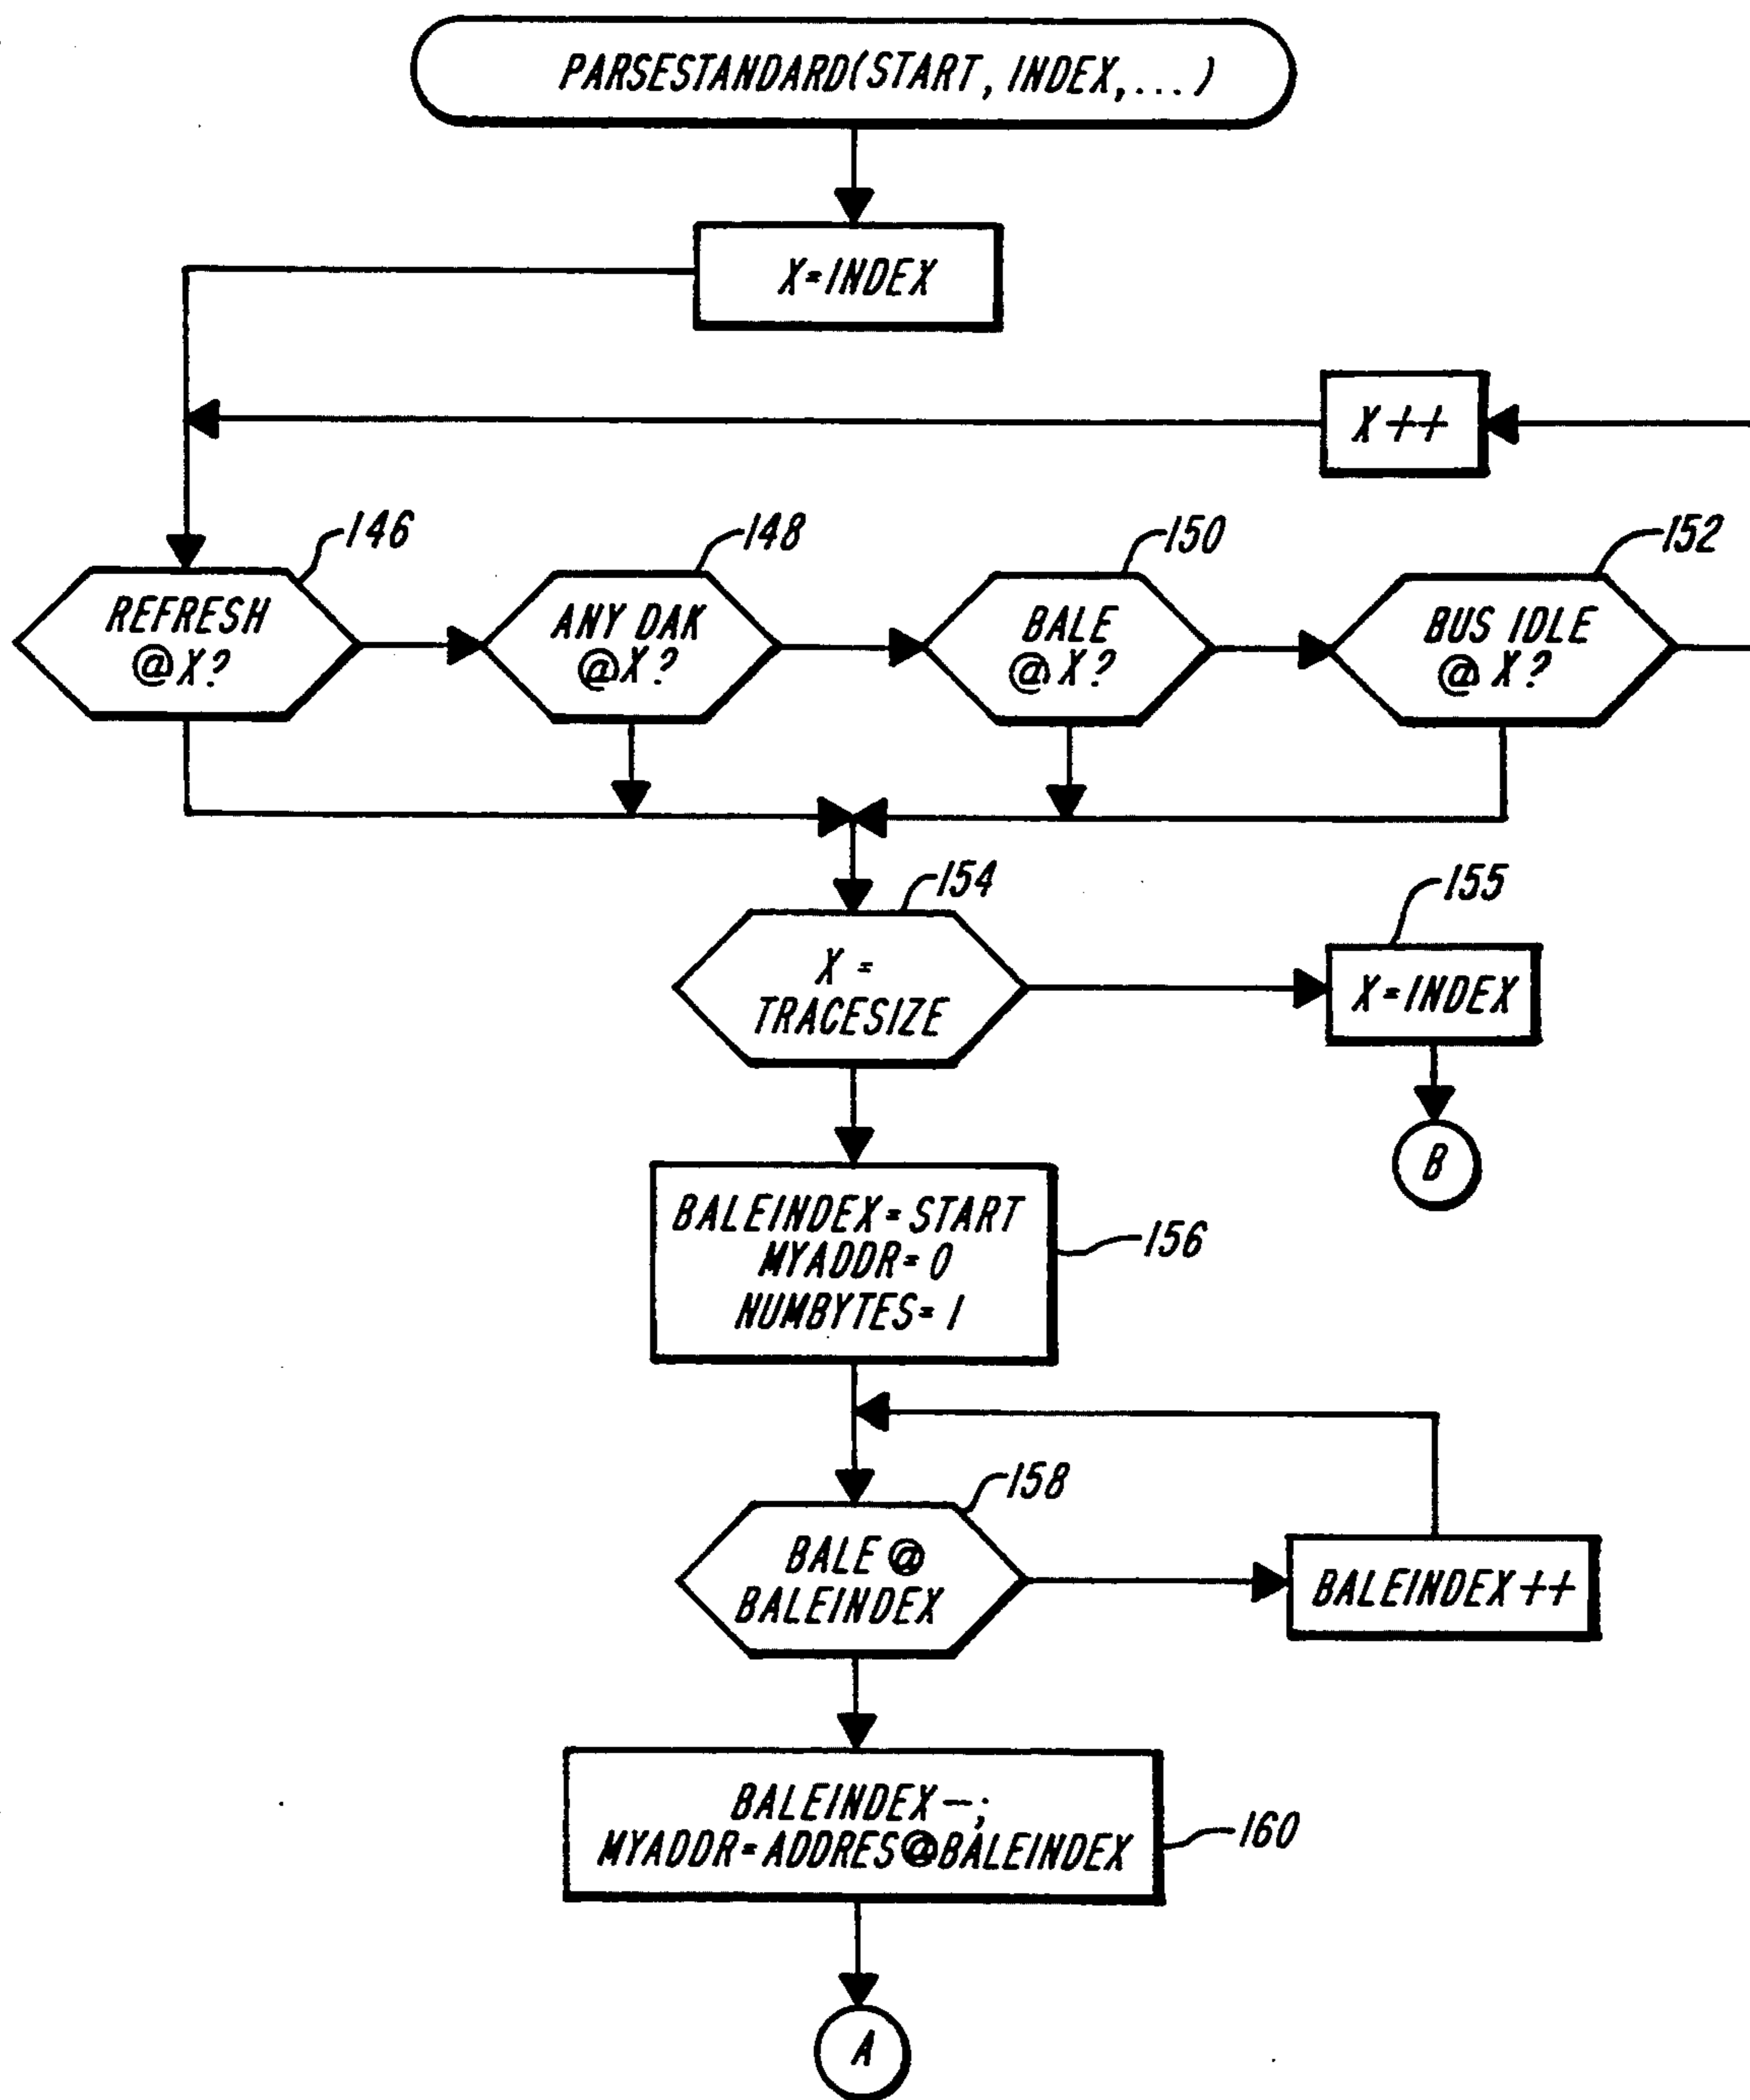 PARSESTANDARD(START, INDEX,...)
X=INDEX
X++
146
148
150
152
REFRESH
@X?
ANY DAK
@X?
BALE
@X?
BUS IDLE
@X?
154
155
X =
TRACESIZE
X=INDEX
B
BALEINDEX=START
MYADDR=0
NUMBYTES=1
156
158
BALE @
BALEINDEX
BALEINDEX++
BALEINDEX-;
MYADDR=ADDRES@BALEINDEX
160
A